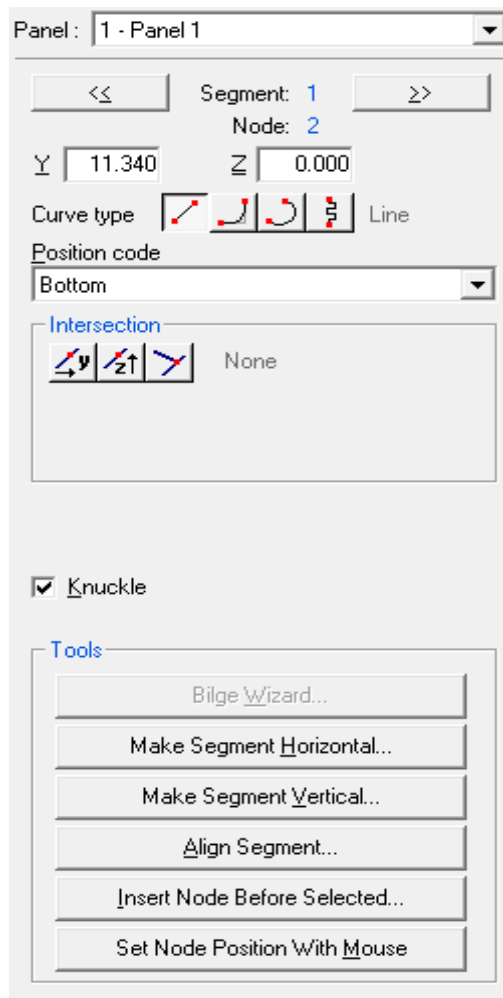 Panel : 1 - Panel 1
<< Segment: 1 >>
Node: 2
Y 11.340 Z 0.000
Curve type Line
Position code
Bottom
Intersection
y z None
Knuckle
Tools
Bilge Wizard...
Make Segment Horizontal...
Make Segment Vertical...
Align Segment...
Insert Node Before Selected...
Set Node Position With Mouse